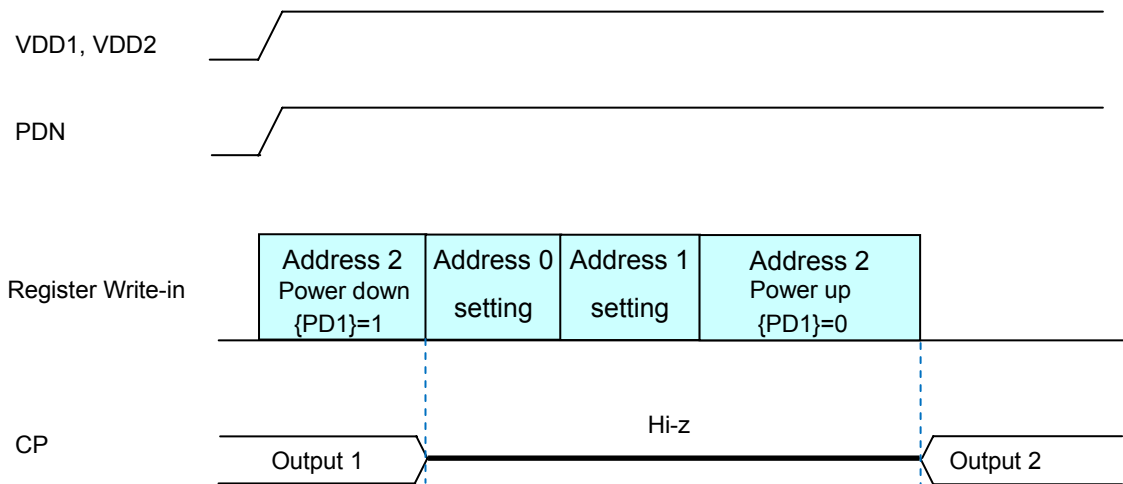 VDD1, VDD2
PDN
Register Write-in
Address 2
Power down
{PD1}=1
Address 0
setting
Address 1
setting
Address 2
Power up
{PD1}=0
CP
Output 1
Hi-z
Output 2